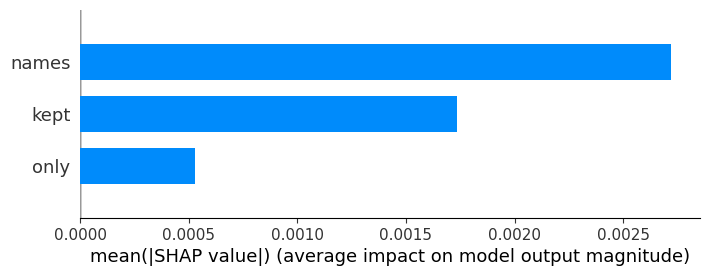 names
kept
only
0.0000 0.0005 0.0010 0.0015 0.0020 0.0025
mean(|SHAP value|) (average impact on model output magnitude)